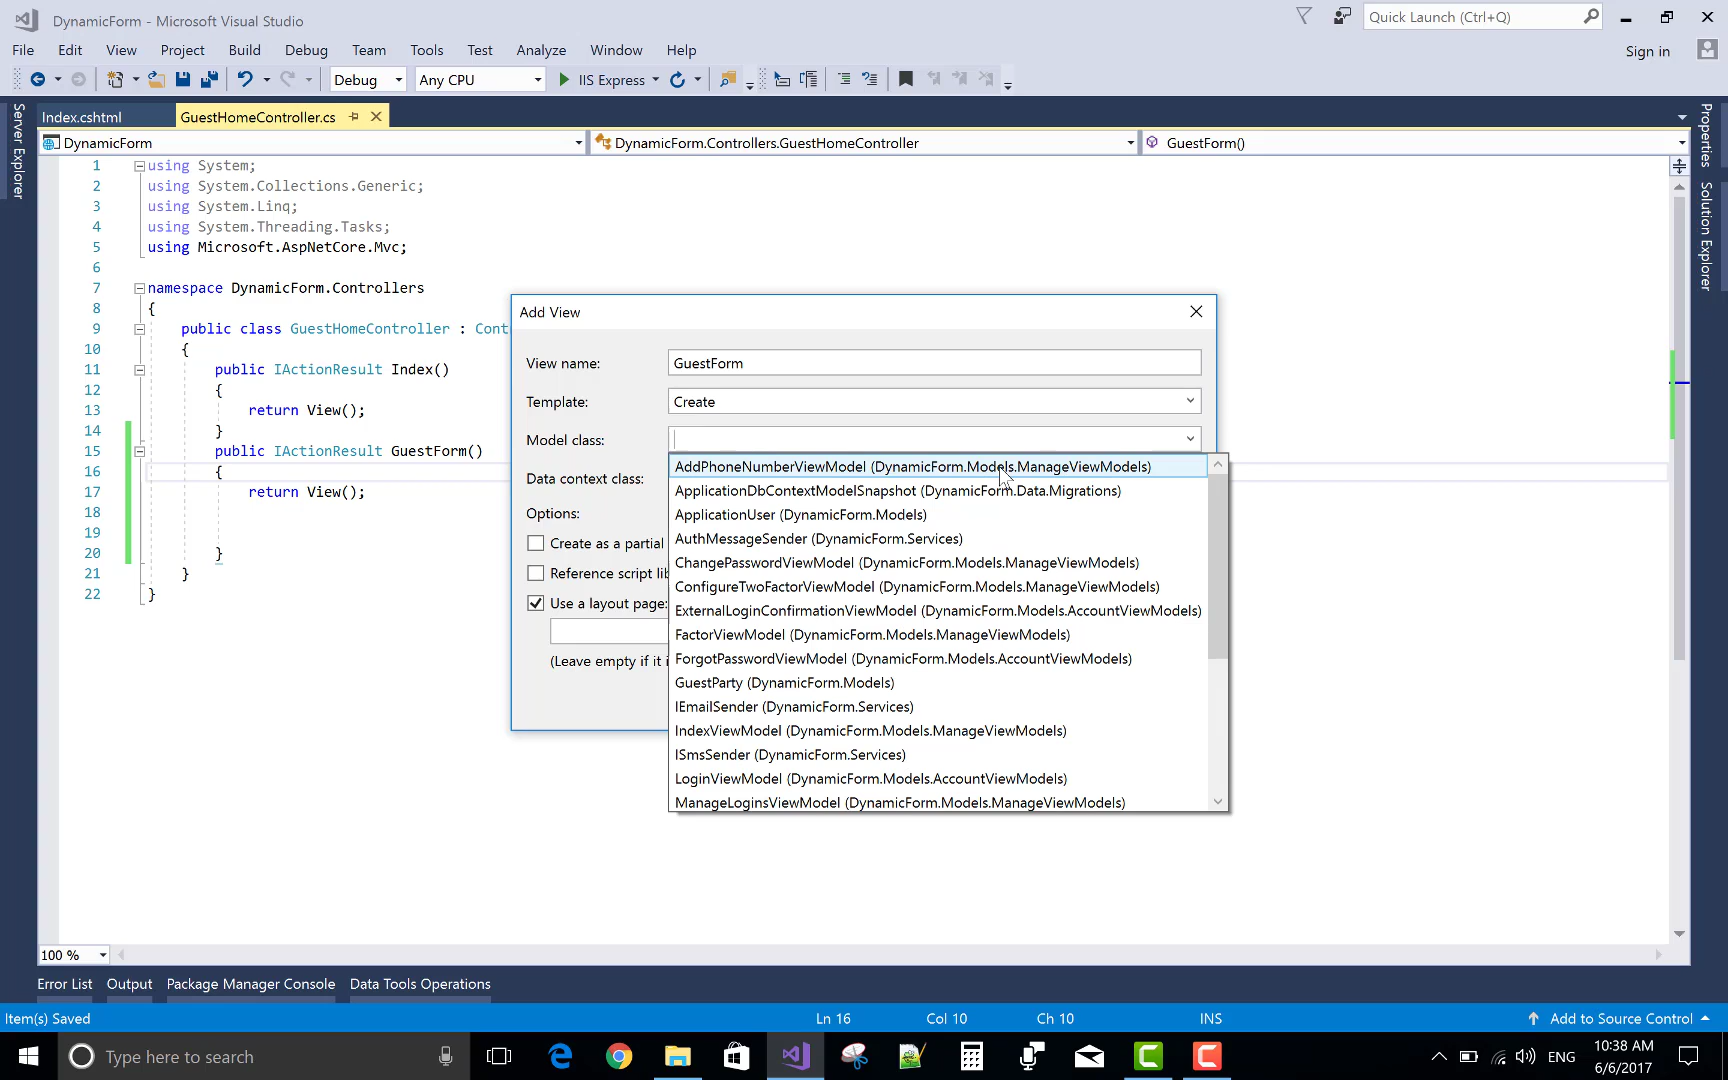 DynamicForm - Microsoft Visual Studio
Quick Launch (Ctrl+Q)
File Edit View Project Build Debug Team Tools Test Analyze Window Help
Sign in
Debug Any CPU IIS Express
Server Explorer
Properties
Solution Explorer
Index.cshtml GuestHomeController.cs
DynamicForm DynamicForm.Controllers.GuestHomeController GuestForm()
1 using System;
2 using System.Collections.Generic;
3 using System.Linq;
4 using System.Threading.Tasks;
5 using Microsoft.AspNetCore.Mvc;
6
7 namespace DynamicForm.Controllers
8 {
9 public class GuestHomeController : Cont
10 {
11 public IActionResult Index()
12 {
13 return View();
14 }
15 public IActionResult GuestForm()
16 {
17 return View();
18
19
20 }
21 }
22 }
Add View
View name: GuestForm
Template: Create
Model class:
Data context class:
Options:
Create as a partial
Reference script lib
Use a layout page:
(Leave empty if it i
AddPhoneNumberViewModel (DynamicForm.Models.ManageViewModels)
ApplicationDbContextModelSnapshot (DynamicForm.Data.Migrations)
ApplicationUser (DynamicForm.Models)
AuthMessageSender (DynamicForm.Services)
ChangePasswordViewModel (DynamicForm.Models.ManageViewModels)
ConfigureTwoFactorViewModel (DynamicForm.Models.ManageViewModels)
ExternalLoginConfirmationViewModel (DynamicForm.Models.AccountViewModels)
FactorViewModel (DynamicForm.Models.ManageViewModels)
ForgotPasswordViewModel (DynamicForm.Models.AccountViewModels)
GuestParty (DynamicForm.Models)
IEmailSender (DynamicForm.Services)
IndexViewModel (DynamicForm.Models.ManageViewModels)
ISmsSender (DynamicForm.Services)
LoginViewModel (DynamicForm.Models.AccountViewModels)
ManageLoginsViewModel (DynamicForm.Models.ManageViewModels)
100 %
Error List Output Package Manager Console Data Tools Operations
Item(s) Saved Ln 16 Col 10 Ch 10 INS Add to Source Control
Type here to search
ENG
10:38 AM
6/6/2017